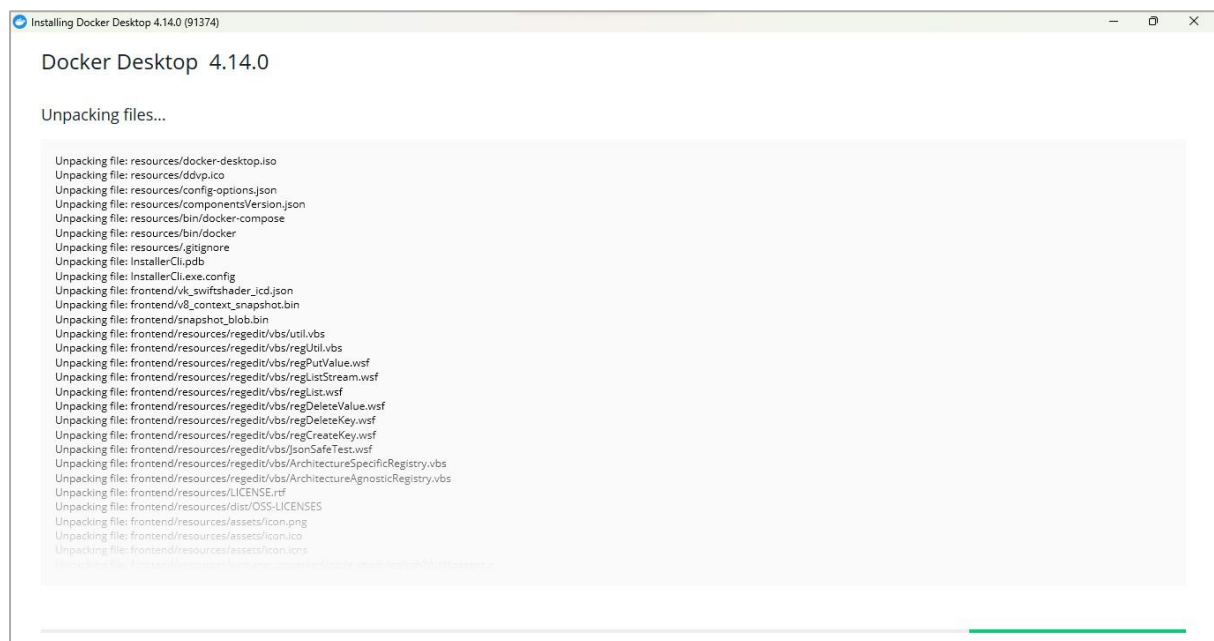 Installing Docker Desktop 4.14.0 (91374)
Docker Desktop 4.14.0
Unpacking files...
Unpacking file: resources/docker-desktop.iso
Unpacking file: resources/ddvp.ico
Unpacking file: resources/config-options.json
Unpacking file: resources/componentsVersion.json
Unpacking file: resources/bin/docker-compose
Unpacking file: resources/bin/docker
Unpacking file: resources/.gitignore
Unpacking file: InstallerCli.pdb
Unpacking file: InstallerCli.exe.config
Unpacking file: frontend/vk_swiftshader_icd.json
Unpacking file: frontend/v8_context_snapshot.bin
Unpacking file: frontend/snapshot_blob.bin
Unpacking file: frontend/resources/regedit/vbs/util.vbs
Unpacking file: frontend/resources/regedit/vbs/regUtil.vbs
Unpacking file: frontend/resources/regedit/vbs/regPutValue.wsf
Unpacking file: frontend/resources/regedit/vbs/regListStream.wsf
Unpacking file: frontend/resources/regedit/vbs/regList.wsf
Unpacking file: frontend/resources/regedit/vbs/regDeleteValue.wsf
Unpacking file: frontend/resources/regedit/vbs/regDeleteKey.wsf
Unpacking file: frontend/resources/regedit/vbs/regCreateKey.wsf
Unpacking file: frontend/resources/regedit/vbs/JsonSafeTest.wsf
Unpacking file: frontend/resources/regedit/vbs/ArchitectureSpecificRegistry.vbs
Unpacking file: frontend/resources/regedit/vbs/ArchitectureAgnosticRegistry.vbs
Unpacking file: frontend/resources/LICENSE.rtf
Unpacking file: frontend/resources/dist/OSS-LICENSES
Unpacking file: frontend/resources/assets/icon.png
Unpacking file: frontend/resources/assets/icon.ico
Unpacking file: frontend/resources/assets/icon.icns